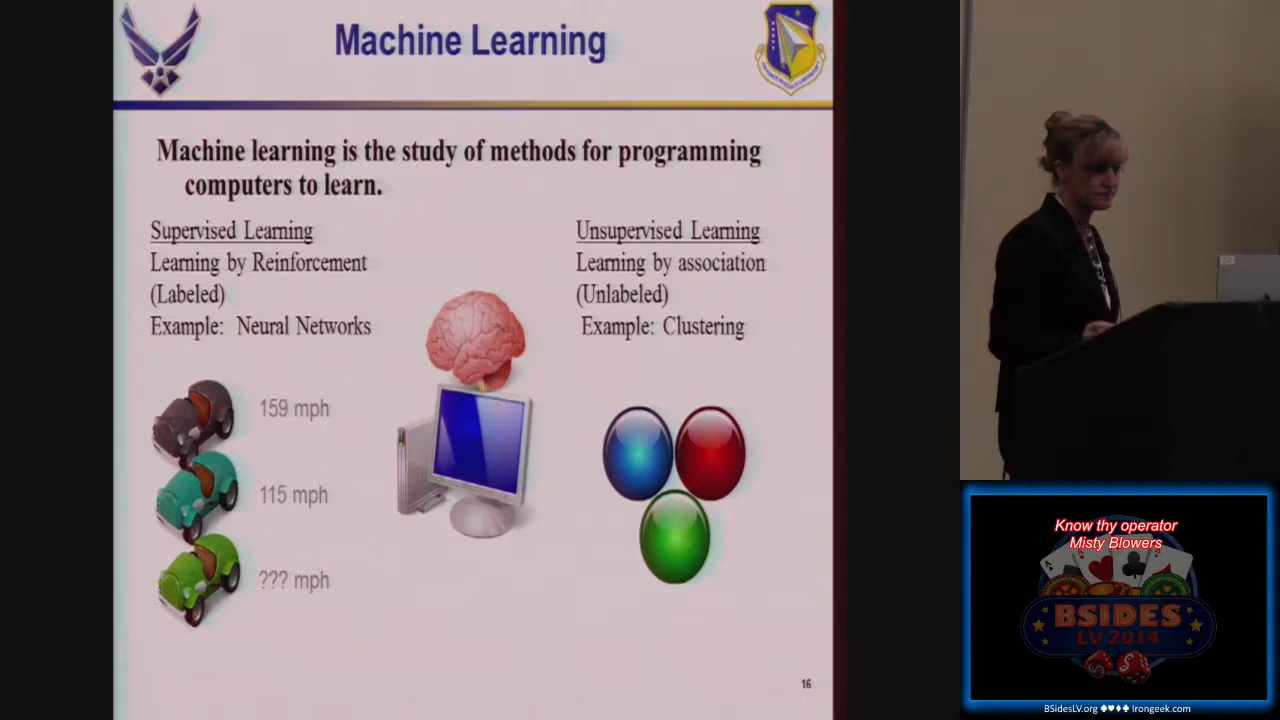 Machine Learning
Machine learning is the study of methods for programming
computers to learn.
Supervised Learning
Learning by Reinforcement
(Labeled)
Example: Neural Networks
Unsupervised Learning
Learning by association
(Unlabeled)
Example: Clustering
159 mph
115 mph
??? mph
16
Know thy operator
Misty Blowers
BSIDES
LV 2014
BSidesLV.org ♠♥♦♣ Irongeek.com